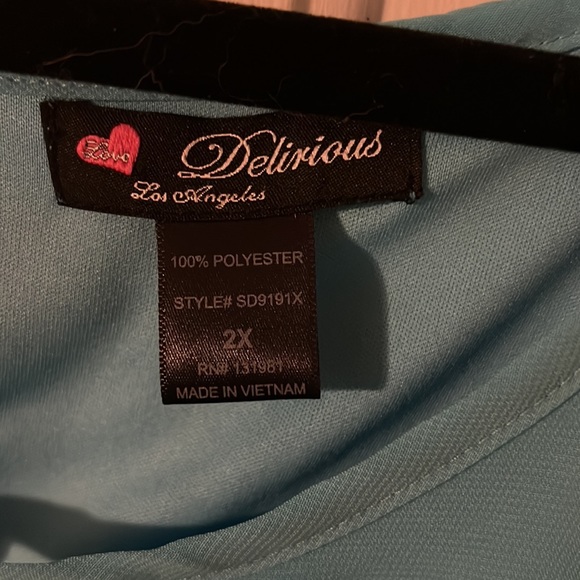 Love Delirious
Los Angeles
100% POLYESTER
STYLE# SD9191X
2X
RN# 131981
MADE IN VIETNAM